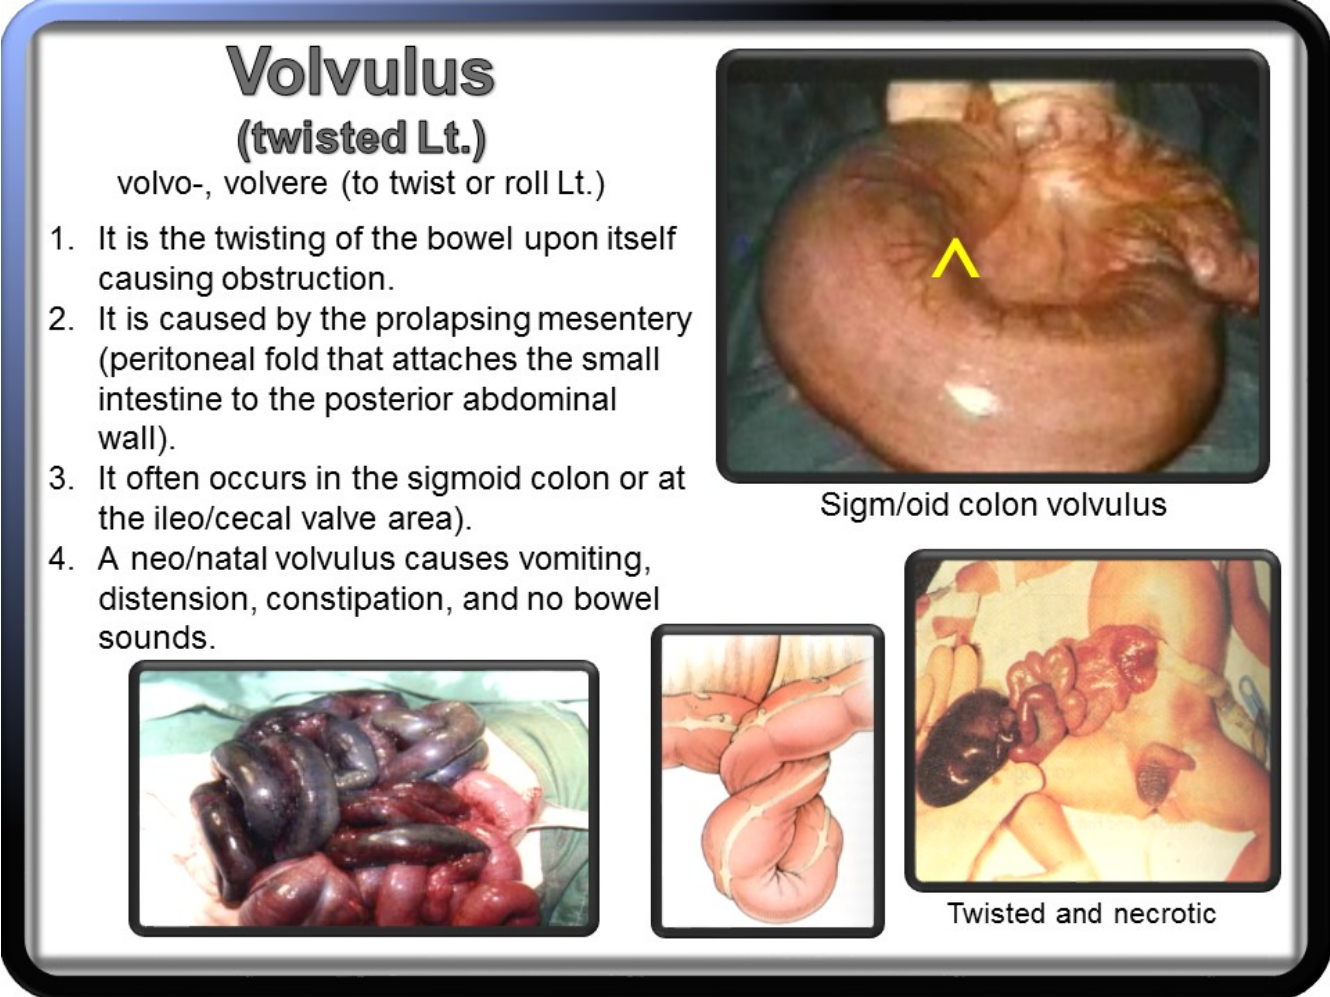 Volvulus
(twisted Lt.)
volvo-, volvere (to twist or roll Lt.)
1. It is the twisting of the bowel upon itself
causing obstruction.
2. It is caused by the prolapsing mesentery
(peritoneal fold that attaches the small
intestine to the posterior abdominal
wall).
3. It often occurs in the sigmoid colon or at
the ileo/cecal valve area).
4. A neo/natal volvulus causes vomiting,
distension, constipation, and no bowel
sounds.
Sigm/oid colon volvulus
Twisted and necrotic